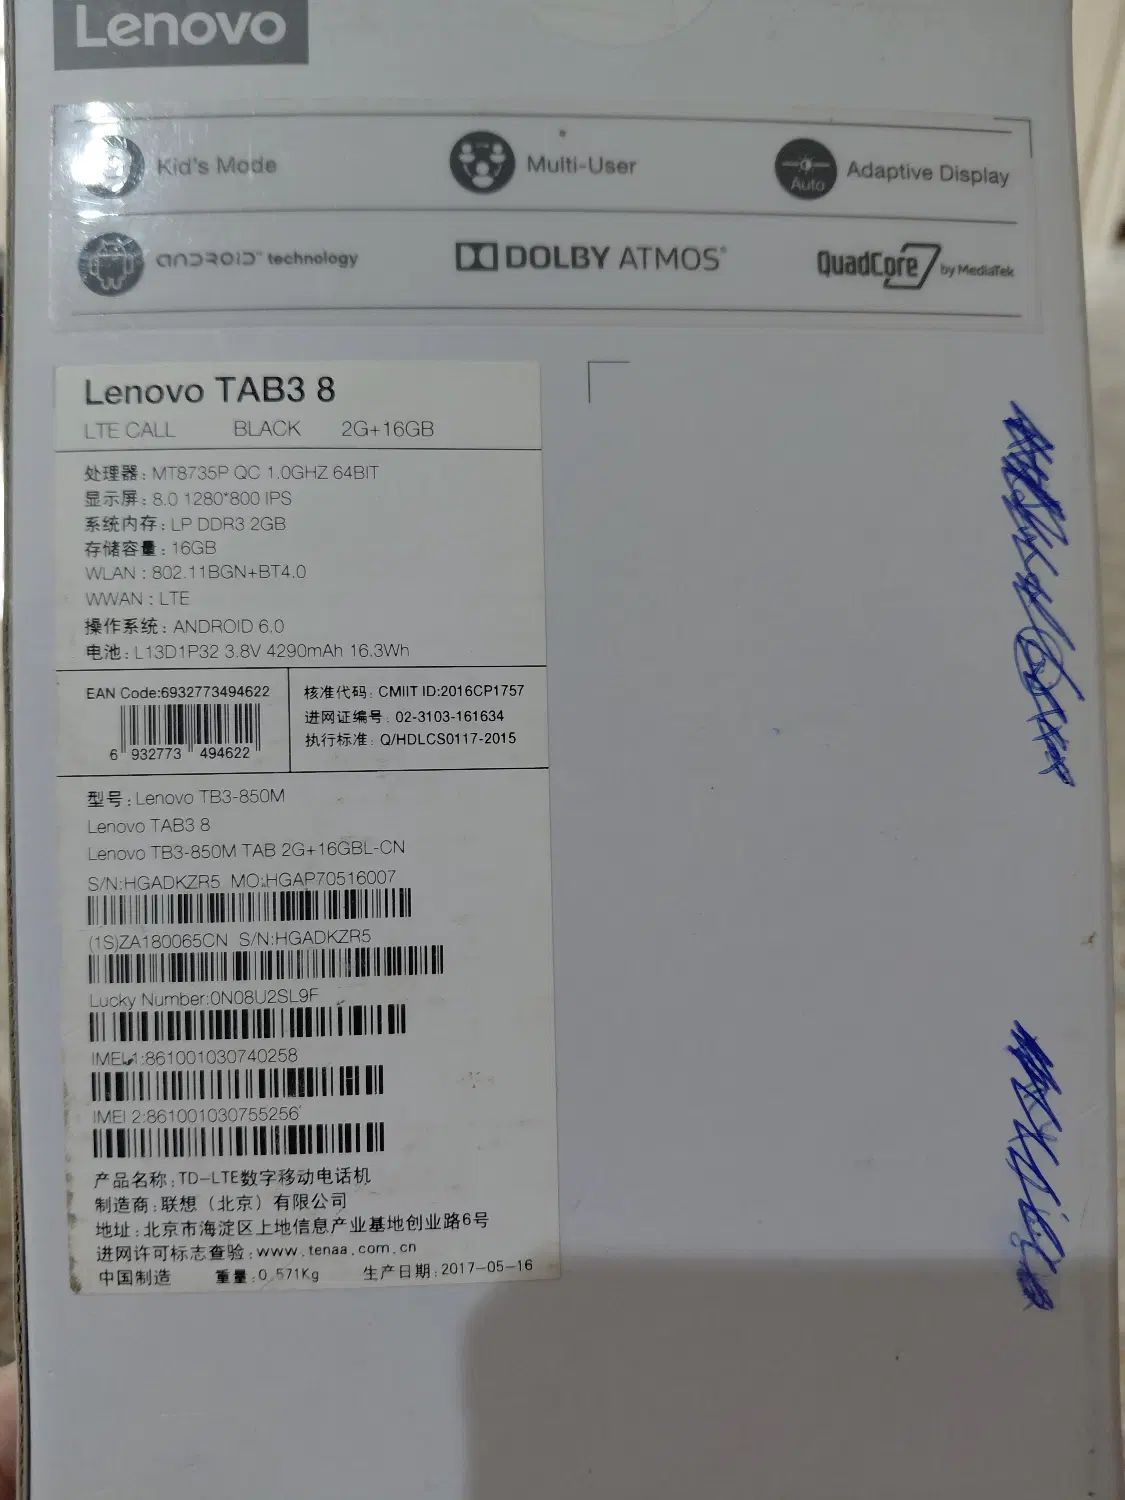 Lenovo
Kid's Mode Multi-User Auto Adaptive Display
ANDROID™ technology DOLBY ATMOS® QuadCore7 by MediaTek
Lenovo TAB3 8
LTE CALL BLACK 2G+16GB
处理器: MT8735P QC 1.0GHZ 64BIT
显示屏: 8.0 1280*800 IPS
系统内存: LP DDR3 2GB
存储容量: 16GB
WLAN : 802.11BGN+BT4.0
WWAN : LTE
操作系统: ANDROID 6.0
电池: L13D1P32 3.8V 4290mAh 16.3Wh
EAN Code:6932773494622
6 932773 494622
核准代码: CMIIT ID:2016CP1757
进网证编号: 02-3103-161634
执行标准: Q/HDLCS0117-2015
型号: Lenovo TB3-850M
Lenovo TAB3 8
Lenovo TB3-850M TAB 2G+16GBL-CN
S/N:HGADKZR5 MO:HGAP70516007
(1S)ZA180065CN S/N:HGADKZR5
Lucky Number:0N08U2SL9F
IMEI 1:861001030740258
IMEI 2:861001030755256
产品名称: TD-LTE数字移动电话机
制造商: 联想（北京）有限公司
地址: 北京市海淀区上地信息产业基地创业路6号
进网许可标志查验: www.tenaa.com.cn
中国制造 重量: 0.571Kg 生产日期: 2017-05-16